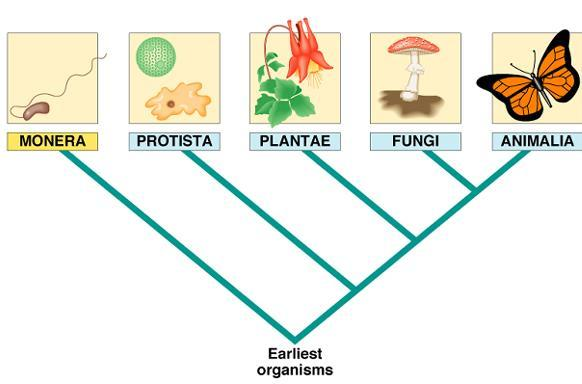 MONERA
PROTISTA
PLANTAE
FUNGI
ANIMALIA
Earliest
organisms